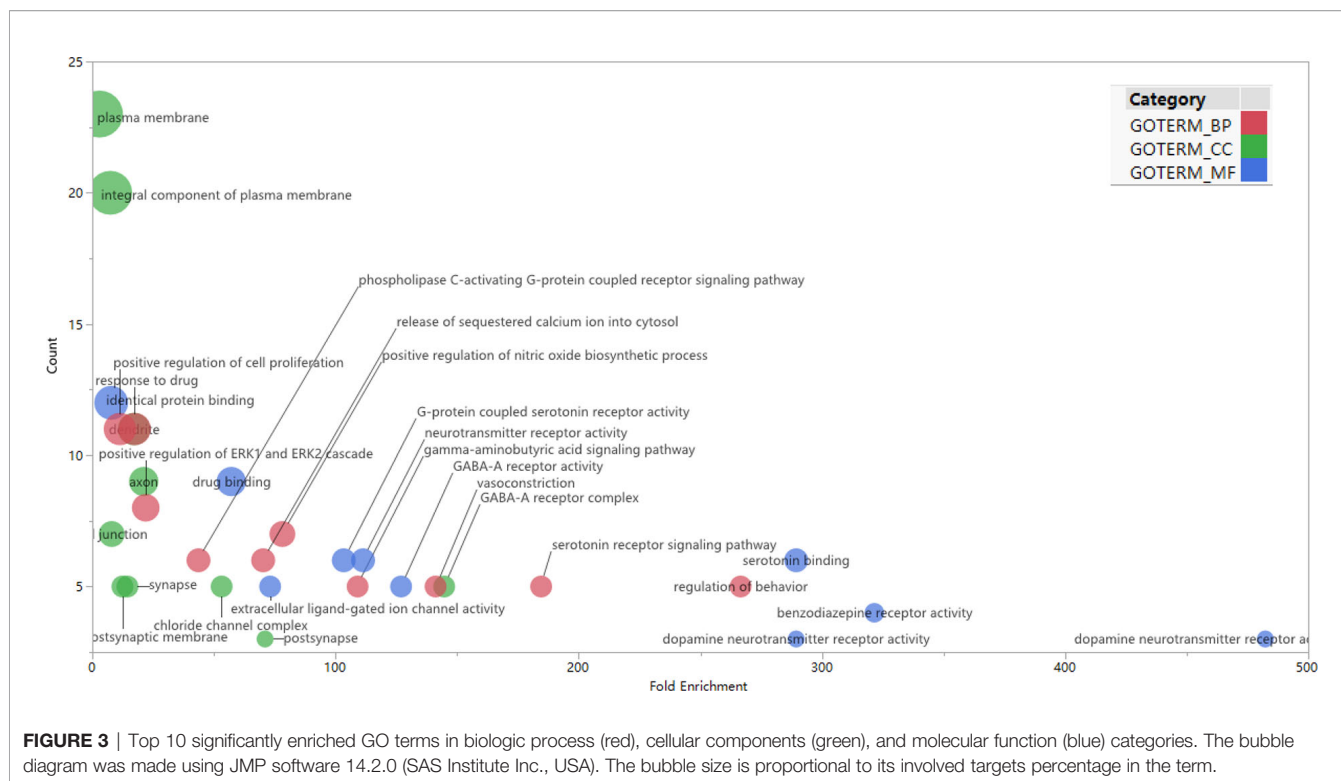 25
20
15
10
5
Count
Category
GOTERM_BP
GOTERM_CC
GOTERM_MF
plasma membrane
integral component of plasma membrane
phospholipase C-activating G-protein coupled receptor signaling pathway
release of sequestered calcium ion into cytosol
positive regulation of nitric oxide biosynthetic process
positive regulation of cell proliferation
response to drug
identical protein binding
dendrite
G-protein coupled serotonin receptor activity
neurotransmitter receptor activity
gamma-aminobutyric acid signaling pathway
positive regulation of ERK1 and ERK2 cascade
GABA-A receptor activity
axon
drug binding
vasoconstriction
GABA-A receptor complex
l junction
serotonin receptor signaling pathway
serotonin binding
synapse
regulation of behavior
extracellular ligand-gated ion channel activity
benzodiazepine receptor activity
chloride channel complex
ostsynaptic membrane
postsynapse
dopamine neurotransmitter receptor activity
dopamine neurotransmitter receptor ac
0
100
200
300
400
500
Fold Enrichment
FIGURE 3 | Top 10 significantly enriched GO terms in biologic process (red), cellular components (green), and molecular function (blue) categories. The bubble
diagram was made using JMP software 14.2.0 (SAS Institute Inc., USA). The bubble size is proportional to its involved targets percentage in the term.